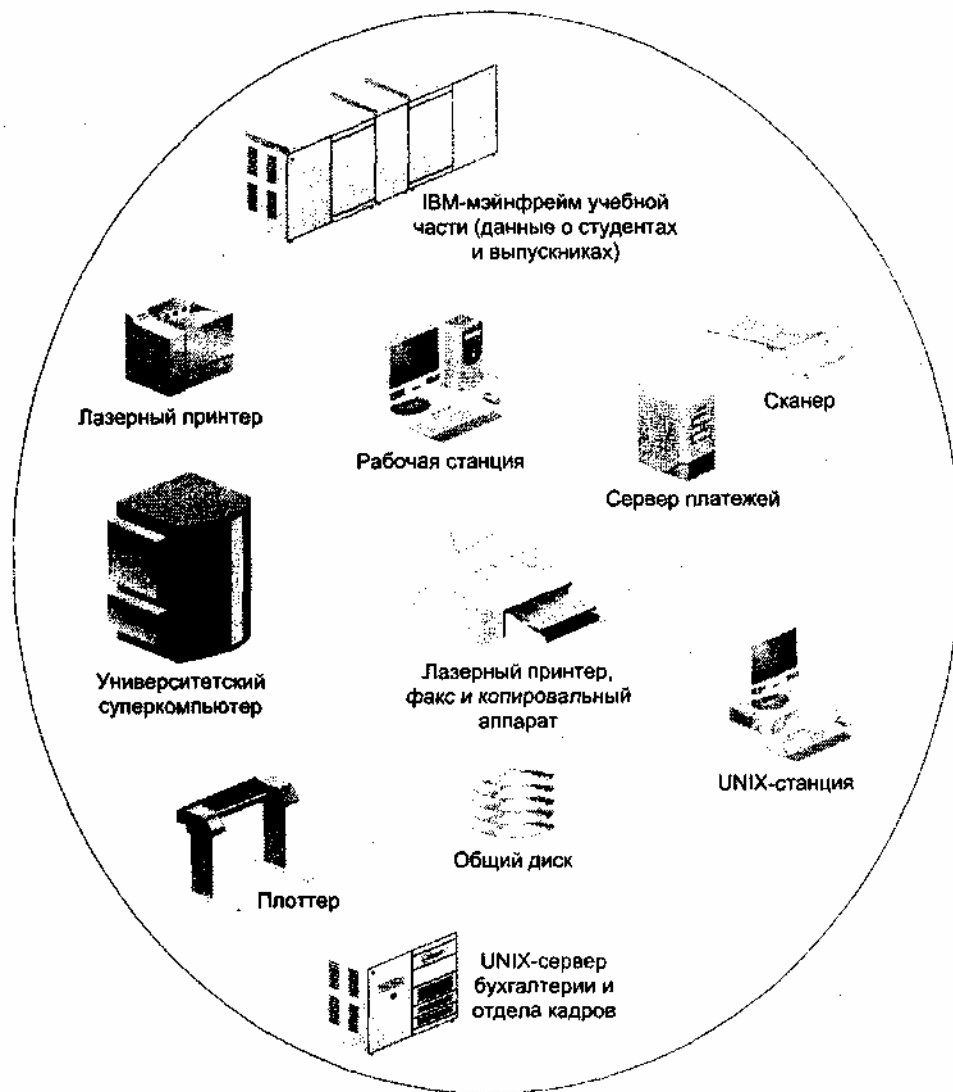 IBM-мэйнфрейм учебной
части (данные о студентах
и выпускниках)
Лазерный принтер
Рабочая станция
Сканер
Сервер платежей
Университетский
суперкомпьютер
Лазерный принтер,
факс и копировальный
аппарат
UNIX-станция
Общий диск
Плоттер
UNIX-сервер
бухгалтерии и
отдела кадров